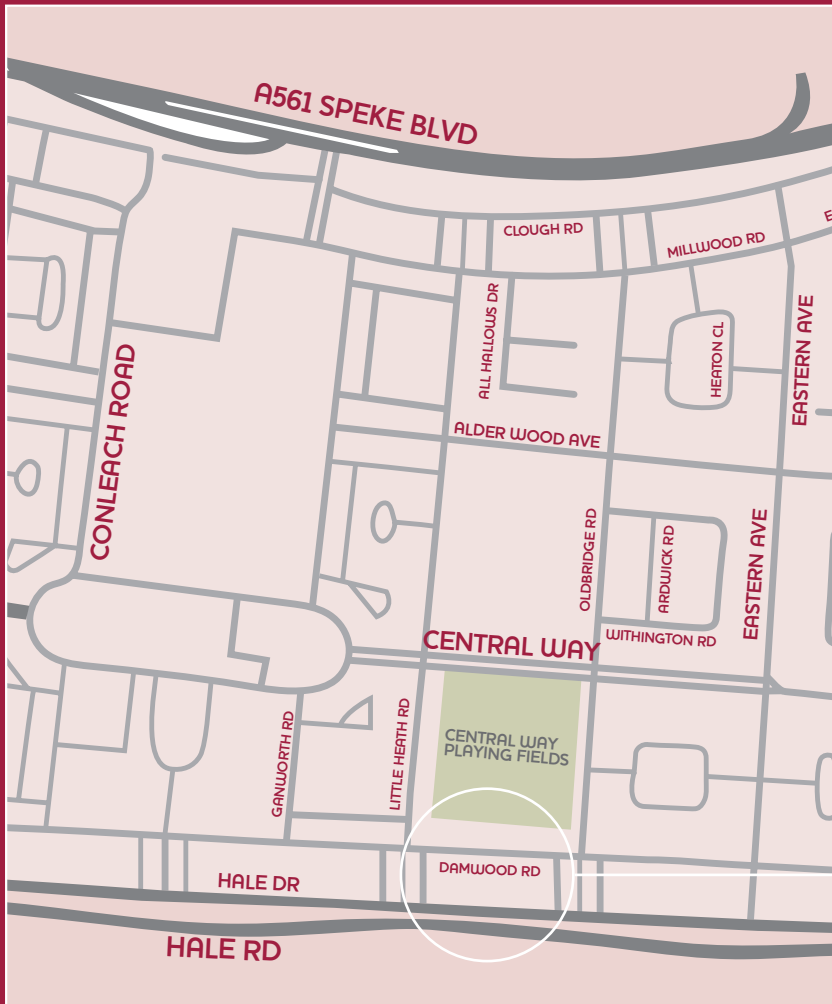 A561 SPEKE BLVD
CLOUGH RD
MILLWOOD RD
E
ALL HALLOWS DR
HEATON CL
EASTERN AVE
CONLEACH ROAD
ALDER WOOD AVE
OLDBRIDGE RD
ARDWICK RD
EASTERN AVE
CENTRAL WAY
WITHINGTON RD
GANWORTH RD
LITTLE HEATH RD
CENTRAL WAY
PLAYING FIELDS
DAMWOOD RD
HALE DR
HALE RD